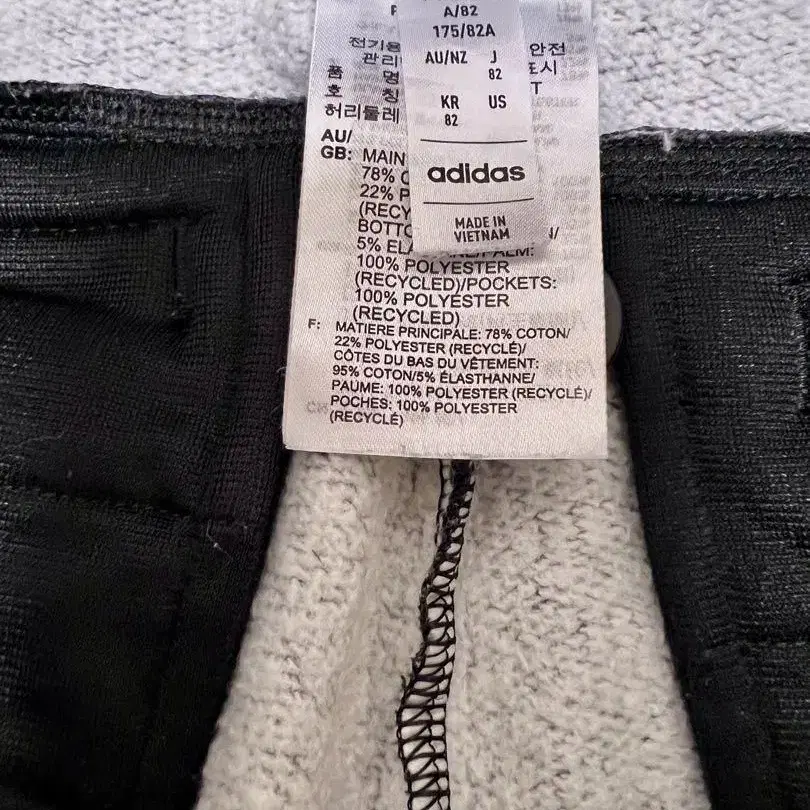 A/82
175/82A
AU/NZ J
82
KR US
82
adidas
MADE IN
VIETNAM
전기용 안전
관리 표시
품 명
호 칭
허리둘레
AU/
GB: MAIN
78%
22%
(RECY
BOTTO
5% ELA
100% POLYESTER
(RECYCLED)/POCKETS:
100% POLYESTER
(RECYCLED)
F: MATIERE PRINCIPALE: 78% COTON/
22% POLYESTER (RECYCLÉ)/
CÔTES DU BAS DU VÊTEMENT:
95% COTON/5% ÉLASTHANNE/
PAUME: 100% POLYESTER (RECYCLÉ)/
POCHES: 100% POLYESTER
(RECYCLÉ)